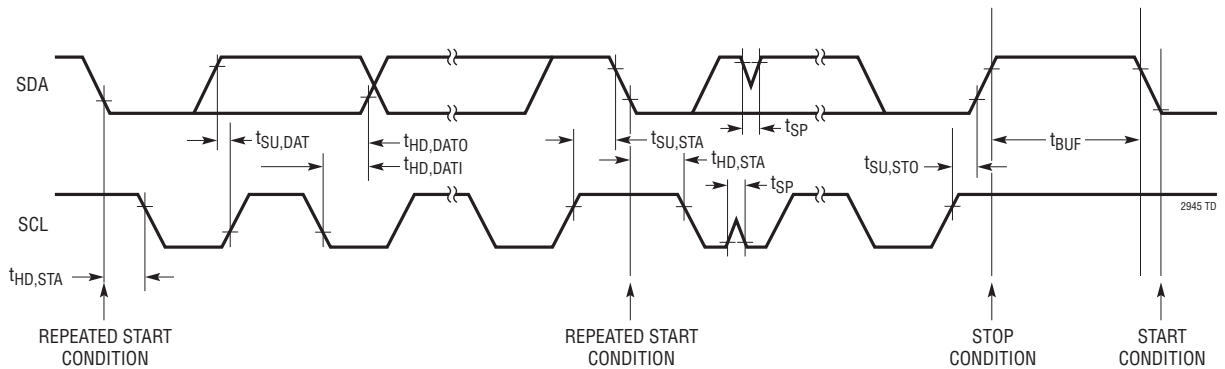 SDA
tSU,DAT
tHD,DATO
tHD,DATI
tSU,STA
tHD,STA
tSP
tSP
tSU,STO
tBUF
SCL
2945 TD
tHD,STA
REPEATED START
CONDITION
REPEATED START
CONDITION
STOP
CONDITION
START
CONDITION